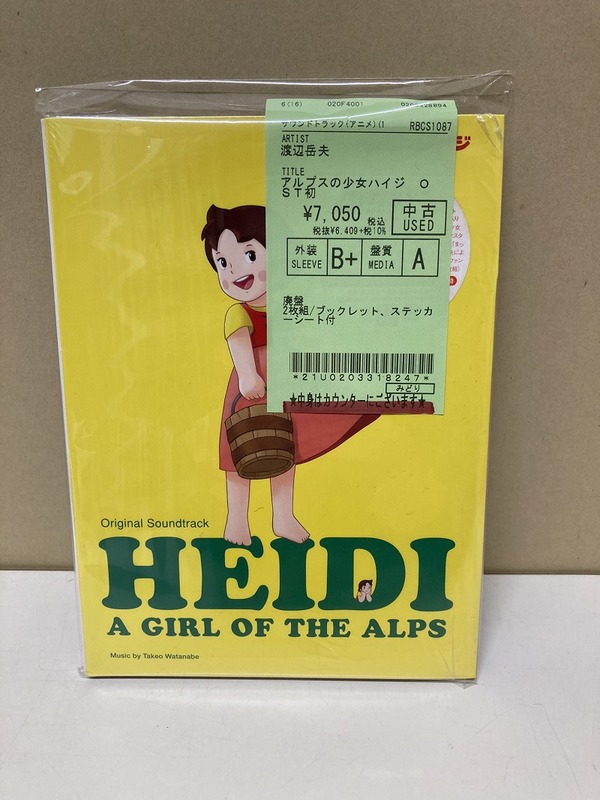 6(16) 020F4001
サウンドトラック(アニメ)(1 RBCS1087
ARTIST
渡辺岳夫
TITLE
アルプスの少女ハイジ O
ST初
¥7,050 税込
税抜¥6,409+税10%
中古
USED
外装
SLEEVE
B+
盤質
MEDIA
A
廃盤
2枚組/ブックレット、ステッカ
ーシート付
*21U0203318247*
みどり
★中身はカウンターにございます★
Original Soundtrack
HEIDI
A GIRL OF THE ALPS
Music by Takeo Watanabe